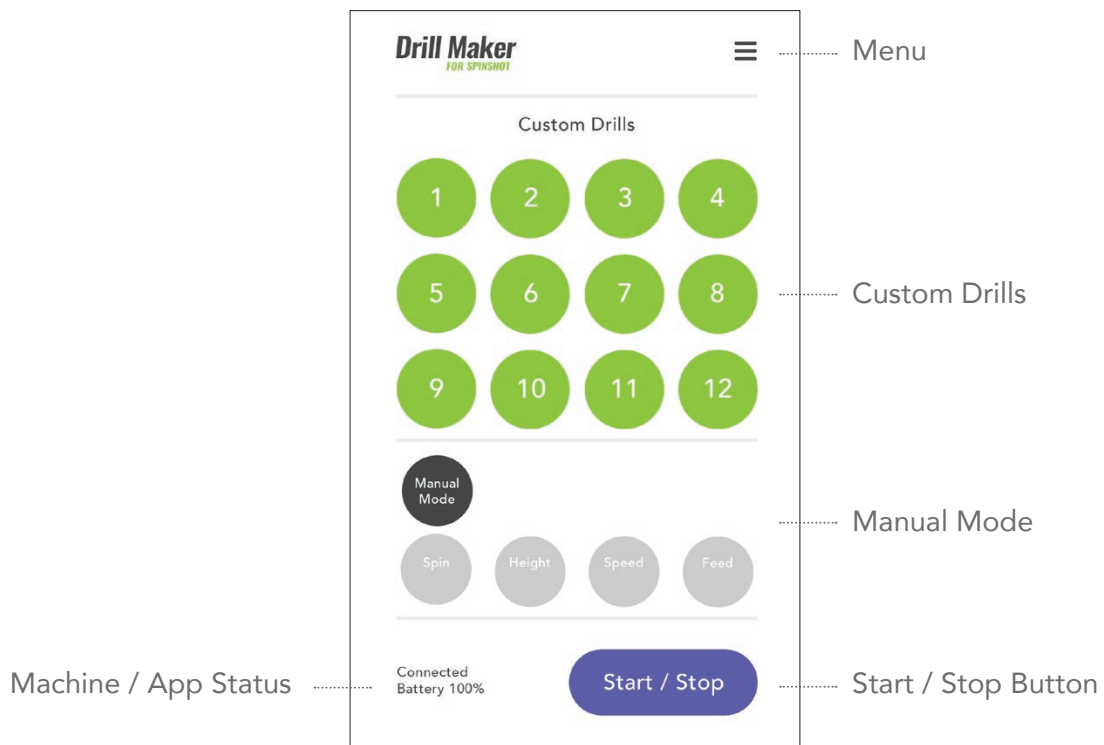 Drill Maker
FOR SPINSHOT
Menu
Custom Drills
1 2 3 4
5 6 7 8
Custom Drills
9 10 11 12
Manual
Mode
Manual Mode
Spin Height Speed Feed
Machine / App Status
Connected
Battery 100%
Start / Stop
Start / Stop Button